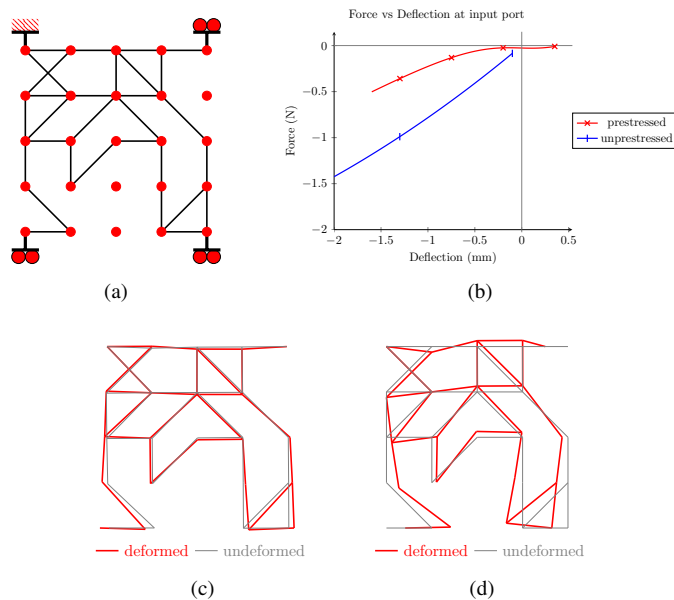 Force vs Deflection at input port
0
−0.5
−1
−1.5
−2
−2
−1.5
−1
−0.5
0
0.5
Force (N)
Deflection (mm)
prestressed
unprestressed
(a)
(b)
deformed
undeformed
deformed
undeformed
(c)
(d)